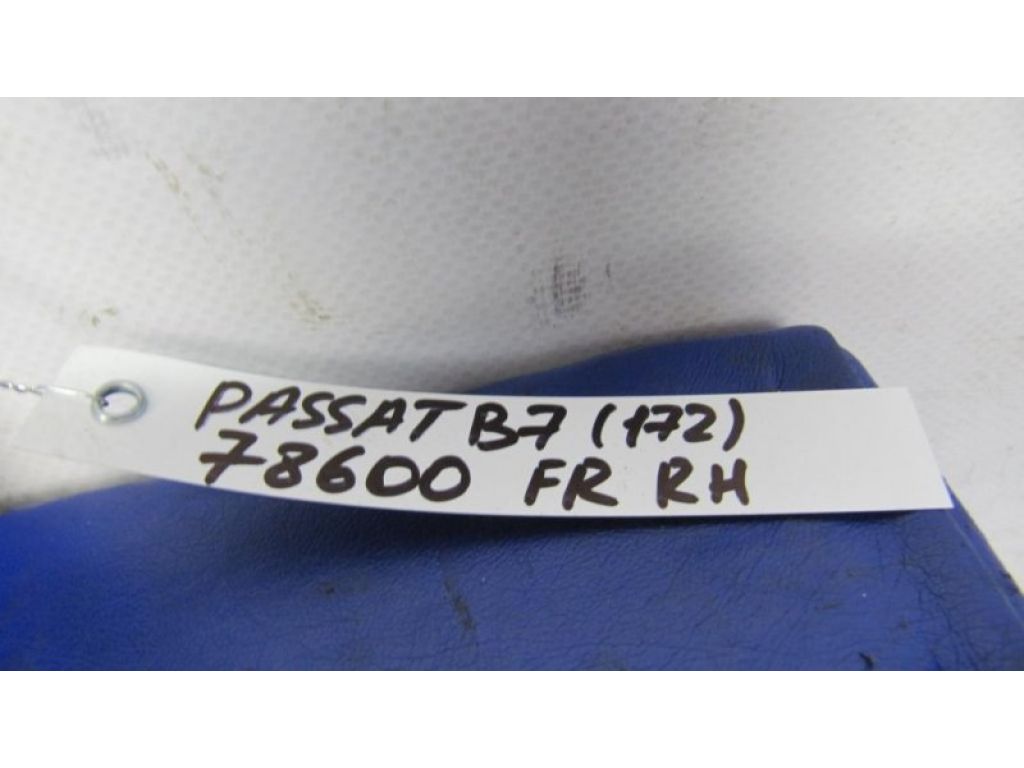 PASSAT B7 (172)
78600 FR RH